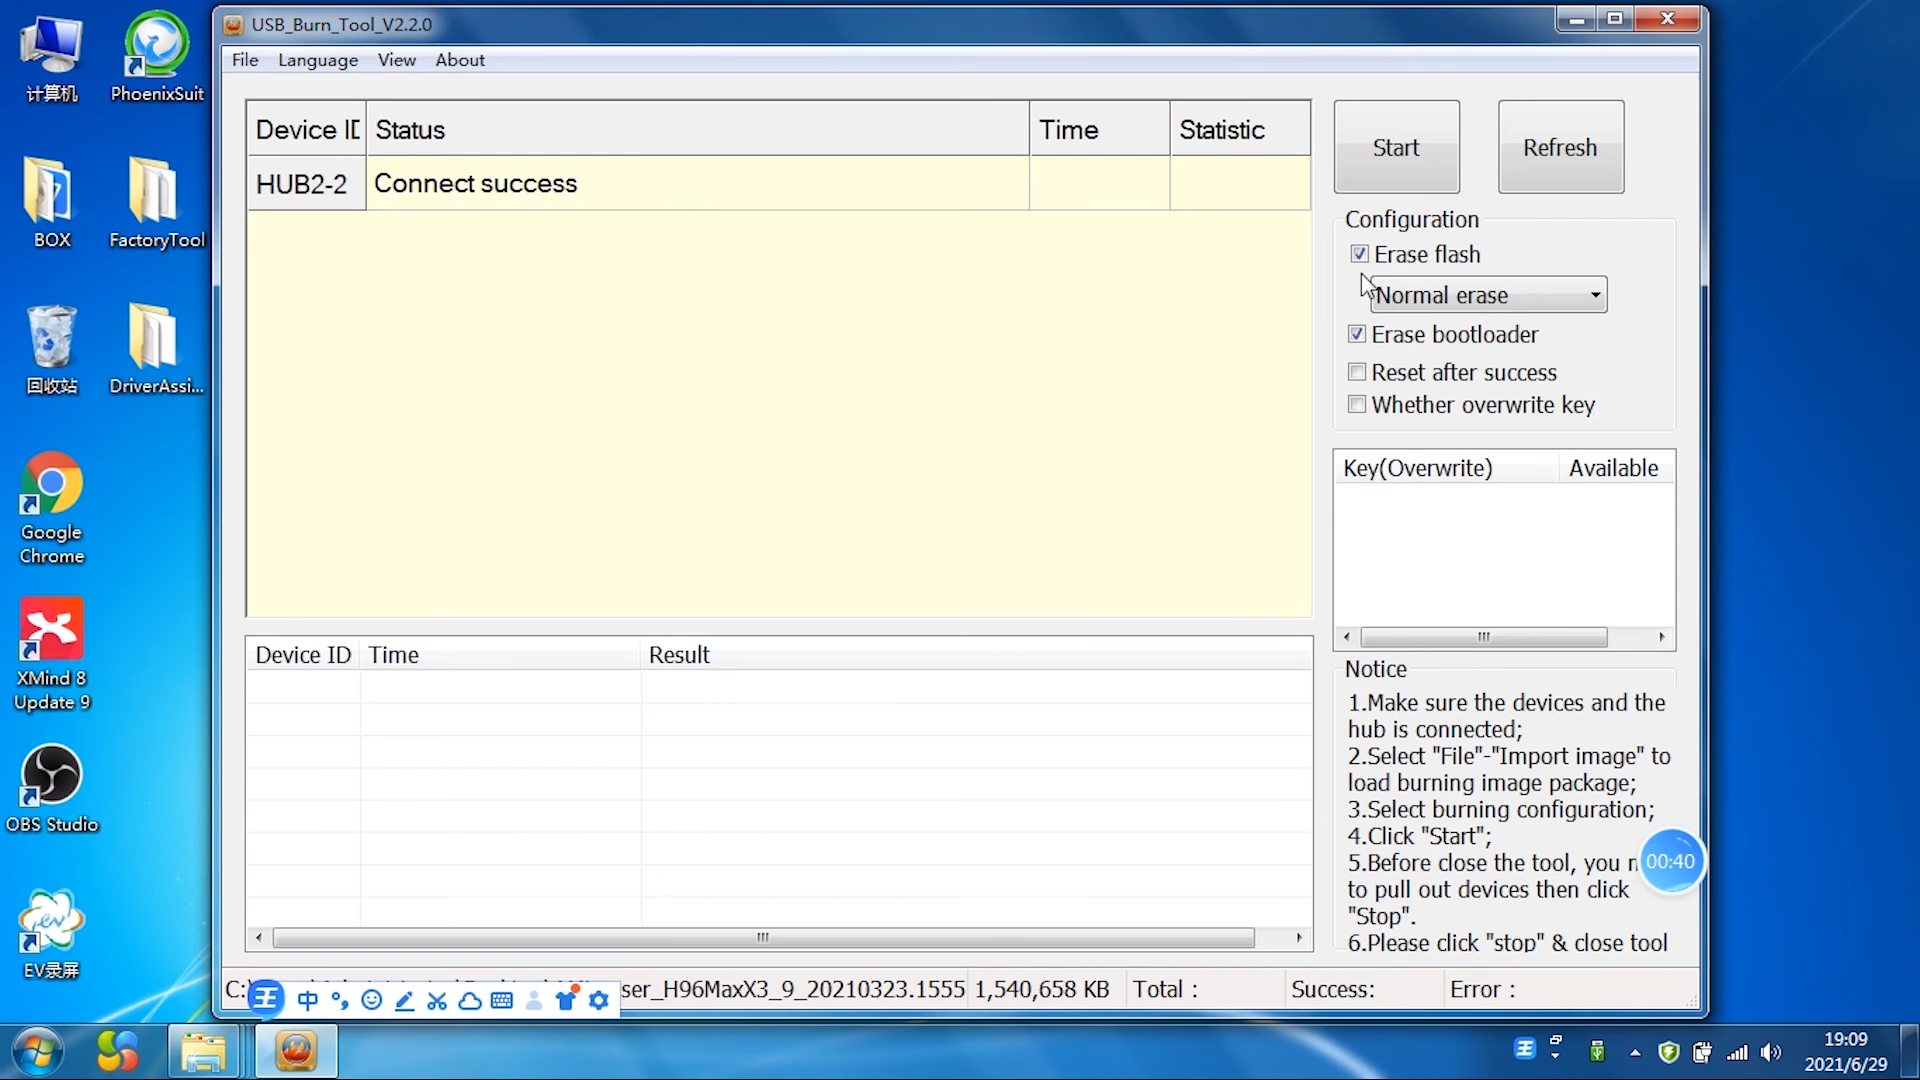 USB_Burn_Tool_V2.2.0
File Language View About
Device ID Status Time Statistic
HUB2-2 Connect success
Start Refresh
Configuration
Erase flash
Normal erase
Erase bootloader
Reset after success
Whether overwrite key
Key(Overwrite) Available
Device ID Time Result
Notice
1.Make sure the devices and the
hub is connected;
2.Select "File"-"Import image" to
load burning image package;
3.Select burning configuration;
4.Click "Start";
5.Before close the tool, you
to pull out devices then click
"Stop".
6.Please click "stop" & close tool
00:40
C:\ ser_H96MaxX3_9_20210323.1555 1,540,658 KB Total : Success: Error :
王 中
计算机
PhoenixSuit
BOX
FactoryTool
回收站
DriverAssi...
Google
Chrome
XMind 8
Update 9
OBS Studio
EV录屏
王
19:09
2021/6/29